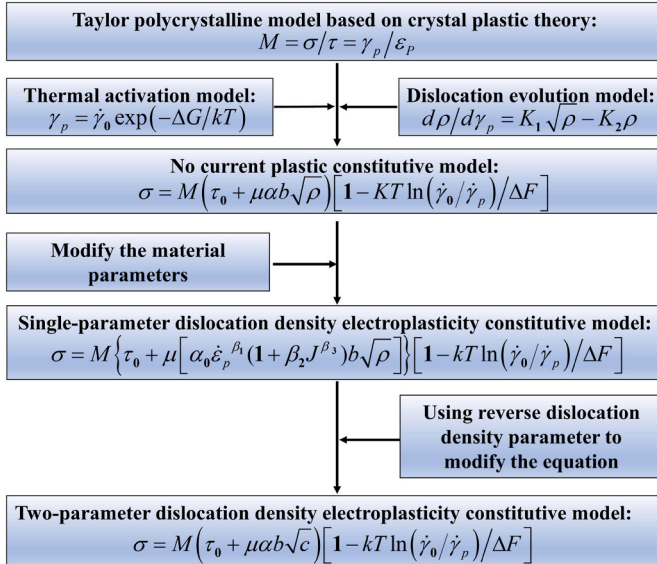 Taylor polycrystalline model based on crystal plastic theory:
M = σ/τ = γ_p/ε_P
Thermal activation model:
γ_p = γ̇_0 exp(−ΔG/kT)
Dislocation evolution model:
dρ/dγ_p = K_1√ρ − K_2ρ
No current plastic constitutive model:
σ = M(τ_0 + μαb√ρ)[1 − KT ln(γ̇_0/γ̇_p)/ΔF]
Modify the material
parameters
Single-parameter dislocation density electroplasticity constitutive model:
σ = M{τ_0 + μ[α_0 ε̇_p^β_1 (1 + β_2 J^β_3)b√ρ]}[1 − kT ln(γ̇_0/γ̇_p)/ΔF]
Using reverse dislocation
density parameter to
modify the equation
Two-parameter dislocation density electroplasticity constitutive model:
σ = M(τ_0 + μαb√c)[1 − kT ln(γ̇_0/γ̇_p)/ΔF]